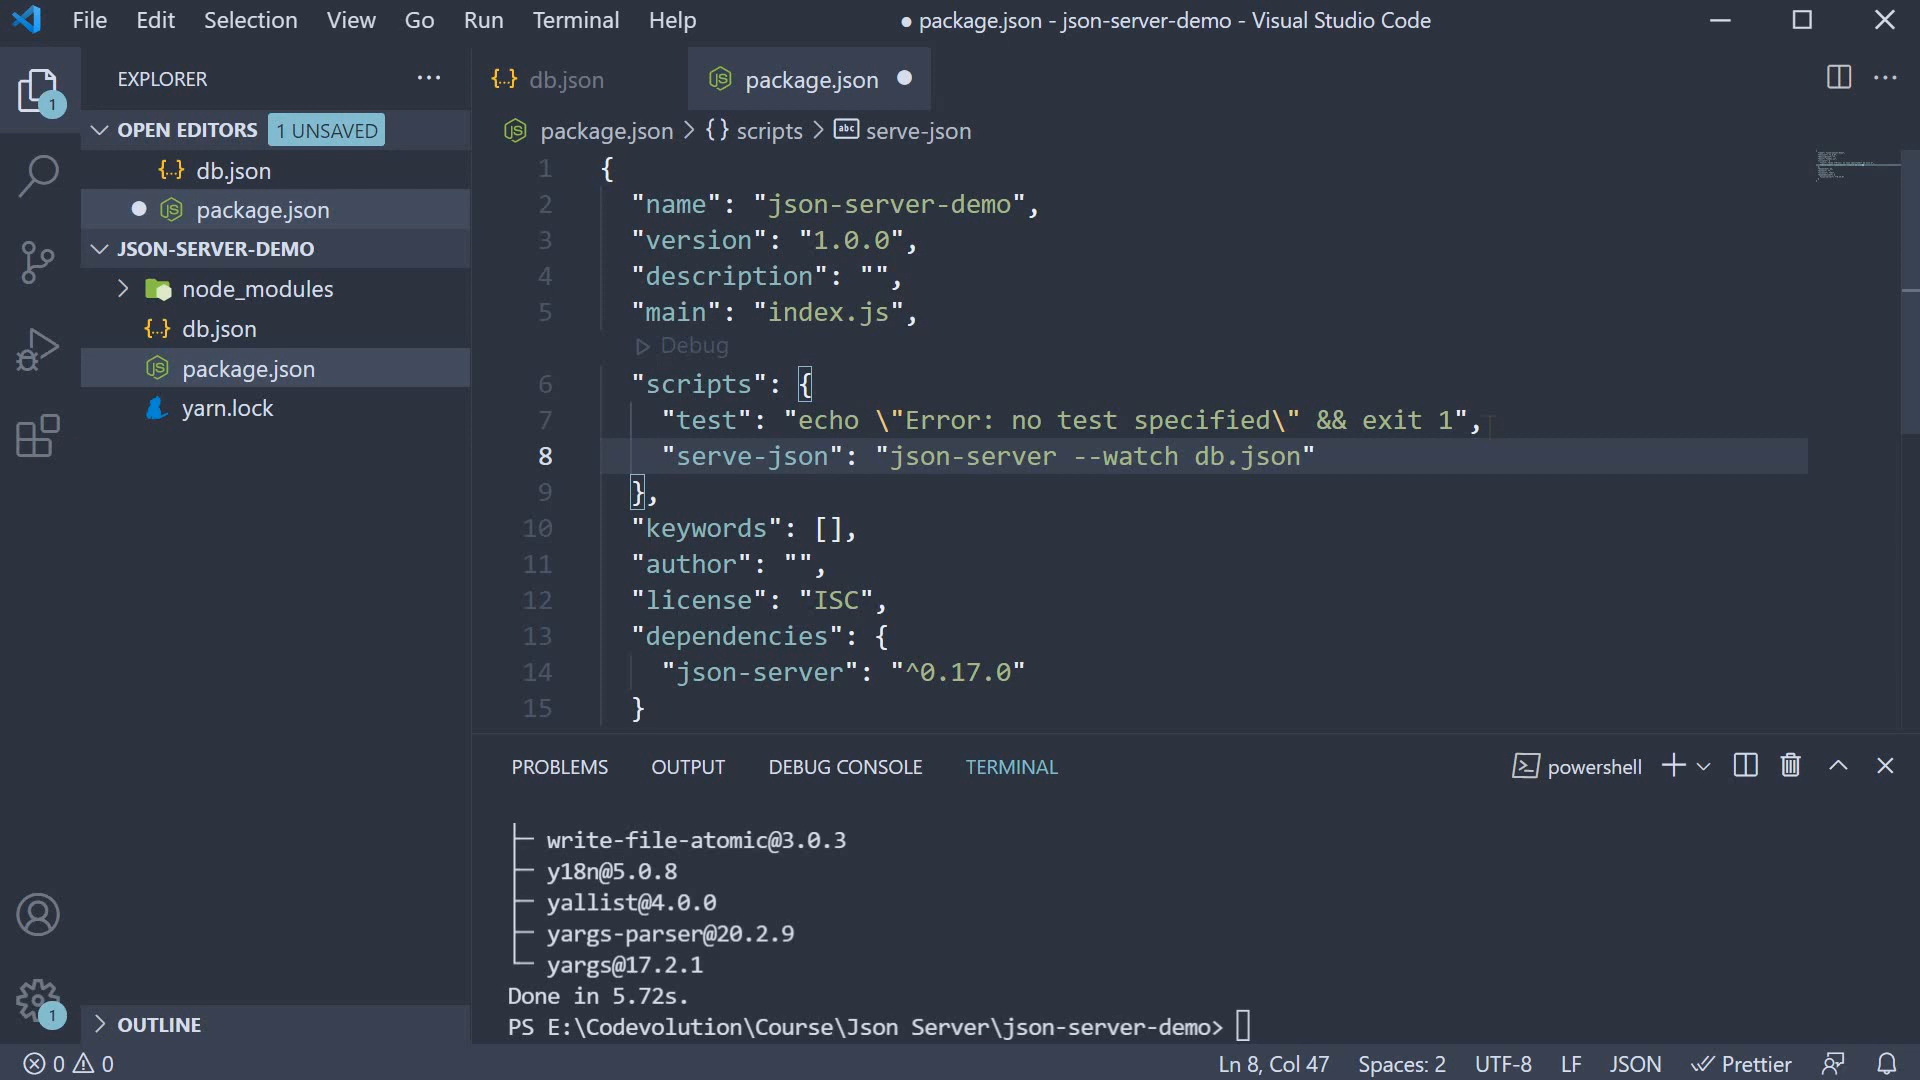 File Edit Selection View Go Run Terminal Help
● package.json - json-server-demo - Visual Studio Code
1
EXPLORER
OPEN EDITORS 1 UNSAVED
db.json
package.json
JSON-SERVER-DEMO
node_modules
db.json
package.json
yarn.lock
OUTLINE
1
db.json package.json
package.json > {} scripts > abc serve-json
1 {
2 "name": "json-server-demo",
3 "version": "1.0.0",
4 "description": "",
5 "main": "index.js",
Debug
6 "scripts": {
7 "test": "echo \"Error: no test specified\" && exit 1",
8 "serve-json": "json-server --watch db.json"
9 },
10 "keywords": [],
11 "author": "",
12 "license": "ISC",
13 "dependencies": {
14 "json-server": "^0.17.0"
15 }
PROBLEMS OUTPUT DEBUG CONSOLE TERMINAL
powershell
├─ write-file-atomic@3.0.3
├─ y18n@5.0.8
├─ yallist@4.0.0
├─ yargs-parser@20.2.9
└─ yargs@17.2.1
Done in 5.72s.
PS E:\Codevolution\Course\Json Server\json-server-demo>
0 0
Ln 8, Col 47 Spaces: 2 UTF-8 LF JSON Prettier